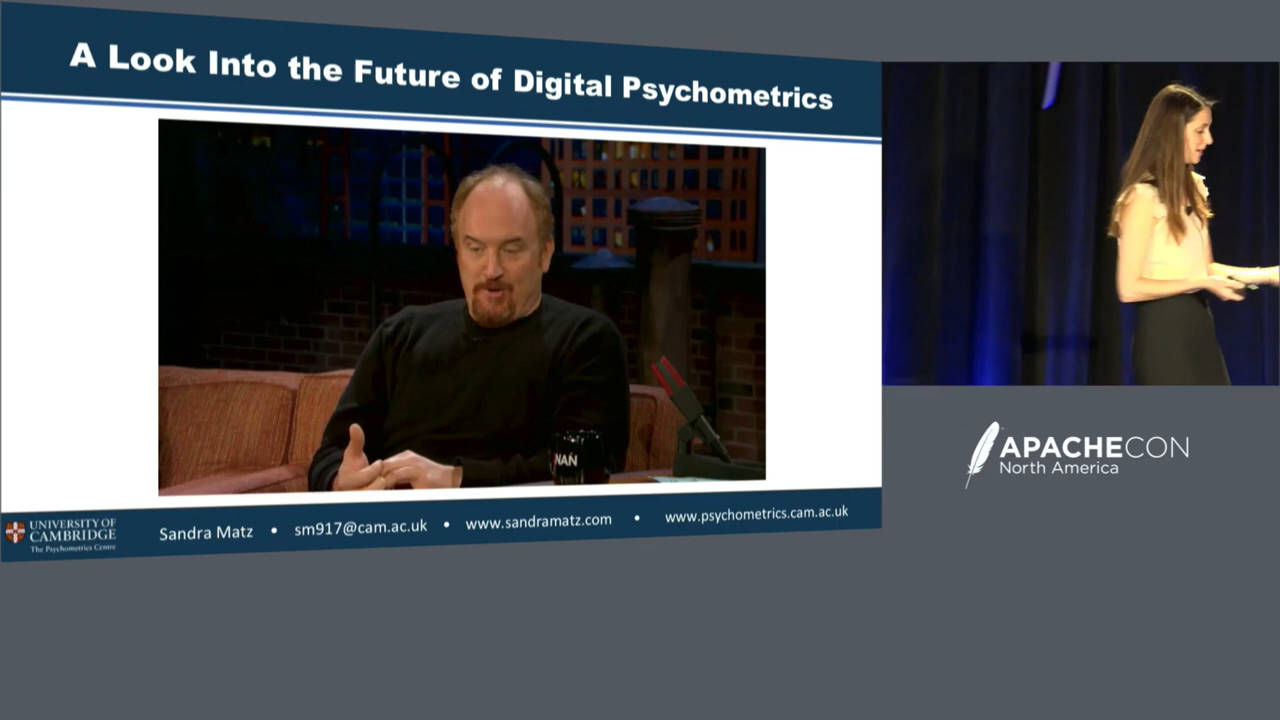 A Look Into the Future of Digital Psychometrics
NAN
UNIVERSITY OF
CAMBRIDGE
The Psychometrics Centre
Sandra Matz • sm917@cam.ac.uk • www.sandramatz.com • www.psychometrics.cam.ac.uk
APACHECON
North America